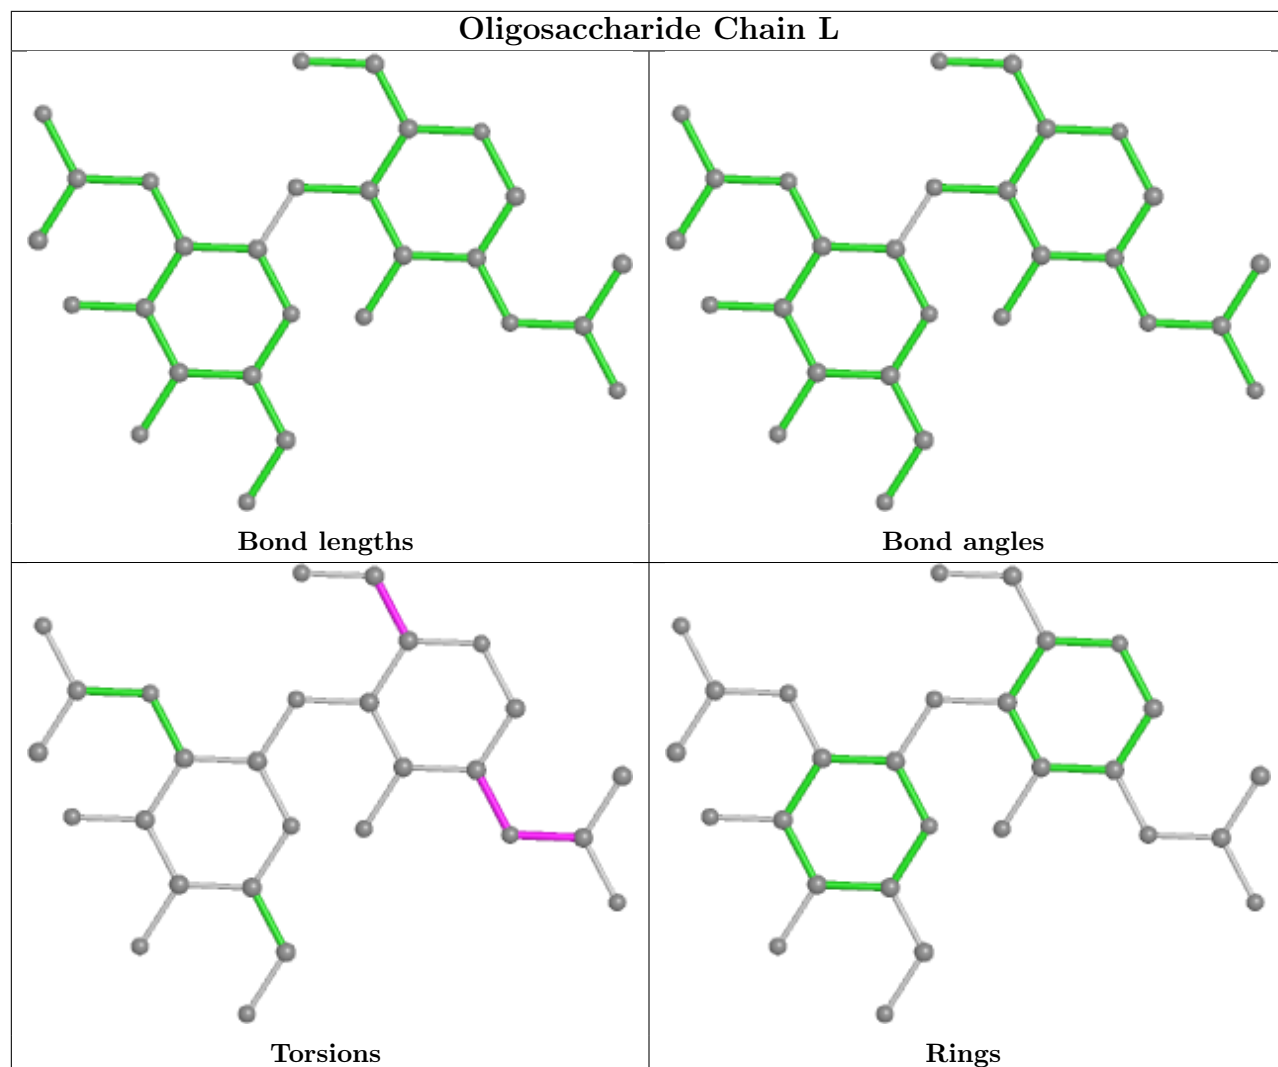 Oligosaccharide Chain L
Bond lengths
Bond angles
Torsions
Rings